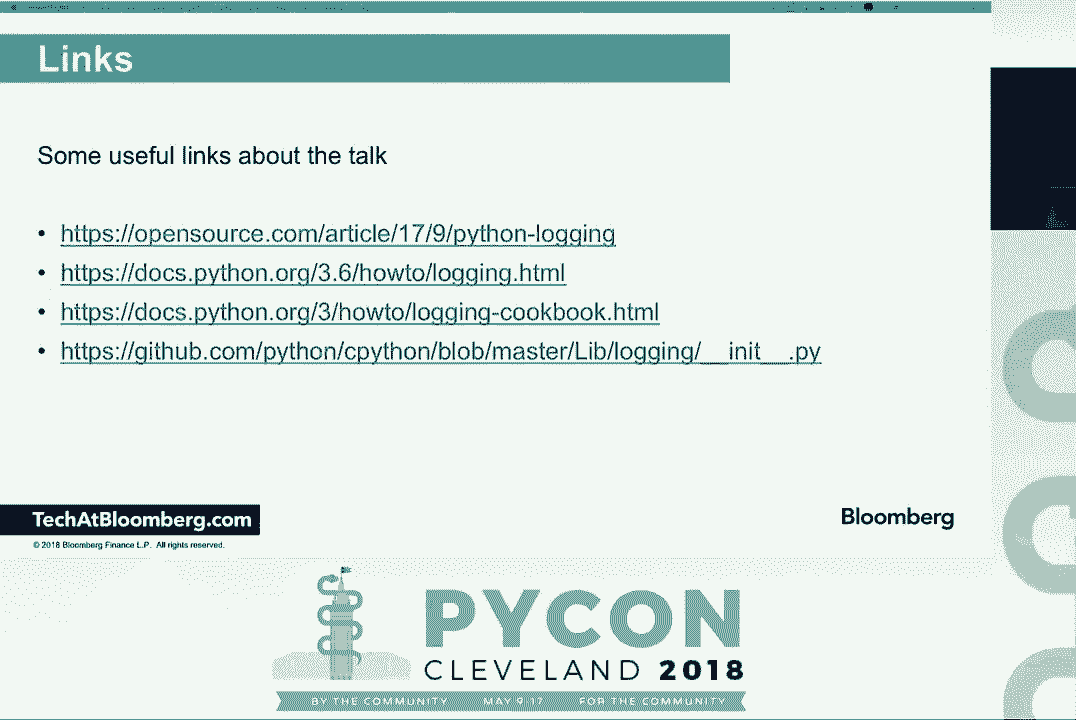 Links
Some useful links about the talk
• https://opensource.com/article/17/9/python-logging
• https://docs.python.org/3.6/howto/logging.html
• https://docs.python.org/3/howto/logging-cookbook.html
• https://github.com/python/cpython/blob/master/Lib/logging/__init__.py
TechAtBloomberg.com
Bloomberg
© 2018 Bloomberg Finance L.P. All rights reserved.
PYCON
CLEVELAND 2018
BY THE COMMUNITY MAY 9-17 FOR THE COMMUNITY